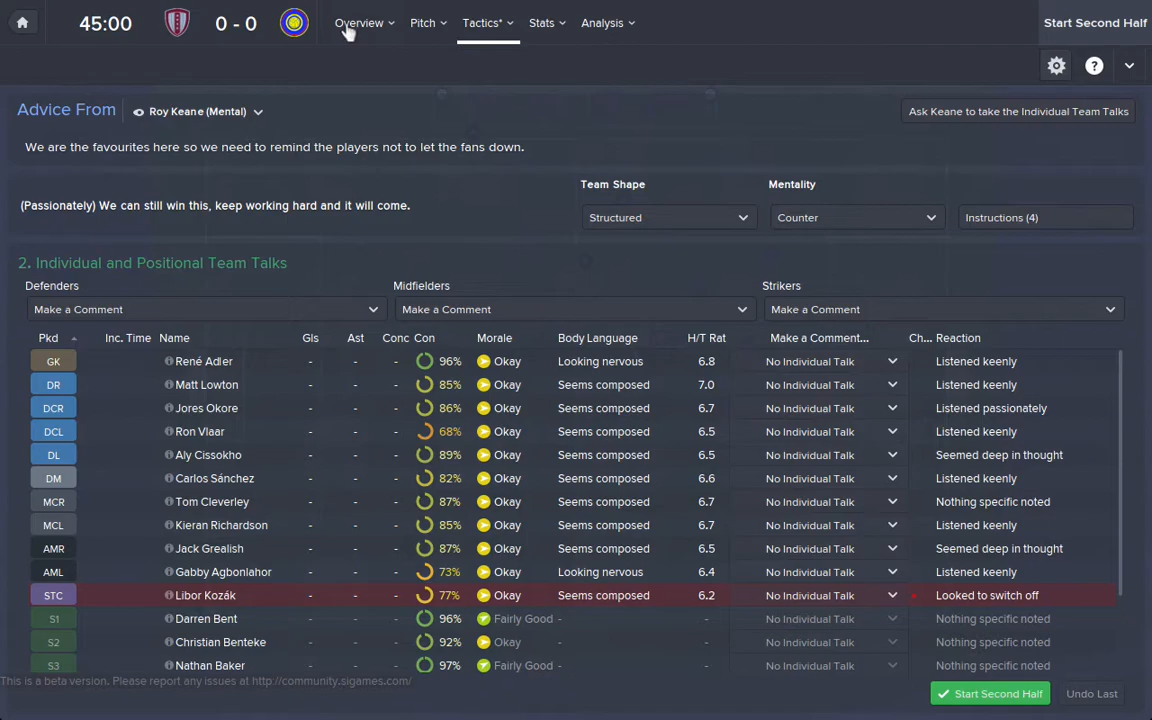 45:00 0 - 0 Overview Pitch Tactics* Stats Analysis Start Second Half
?
Advice From Roy Keane (Mental) Ask Keane to take the Individual Team Talks
We are the favourites here so we need to remind the players not to let the fans down.
Team Shape Mentality
(Passionately) We can still win this, keep working hard and it will come. Structured Counter Instructions (4)
2. Individual and Positional Team Talks
Defenders Midfielders Strikers
Make a Comment Make a Comment Make a Comment
Pkd Inc. Time Name Gls Ast Conc Con Morale Body Language H/T Rat Make a Comment... Ch... Reaction
GK René Adler - - - 96% Okay Looking nervous 6.8 No Individual Talk Listened keenly
DR Matt Lowton - - - 85% Okay Seems composed 7.0 No Individual Talk Listened keenly
DCR Jores Okore - - - 86% Okay Seems composed 6.7 No Individual Talk Listened passionately
DCL Ron Vlaar - - - 68% Okay Seems composed 6.5 No Individual Talk Listened keenly
DL Aly Cissokho - - - 89% Okay Seems composed 6.5 No Individual Talk Seemed deep in thought
DM Carlos Sánchez - - - 82% Okay Seems composed 6.6 No Individual Talk Listened keenly
MCR Tom Cleverley - - - 87% Okay Seems composed 6.7 No Individual Talk Nothing specific noted
MCL Kieran Richardson - - - 85% Okay Seems composed 6.7 No Individual Talk Listened keenly
AMR Jack Grealish - - - 87% Okay Seems composed 6.5 No Individual Talk Seemed deep in thought
AML Gabby Agbonlahor - - - 73% Okay Looking nervous 6.4 No Individual Talk Listened keenly
STC Libor Kozák - - - 77% Okay Seems composed 6.2 No Individual Talk Looked to switch off
S1 Darren Bent - - - 96% Fairly Good - - No Individual Talk Nothing specific noted
S2 Christian Benteke - - - 92% Okay - - No Individual Talk Nothing specific noted
S3 Nathan Baker - - - 97% Fairly Good - - No Individual Talk Nothing specific noted
This is a beta version. Please report any issues at http://community.sigames.com/
Start Second Half Undo Last